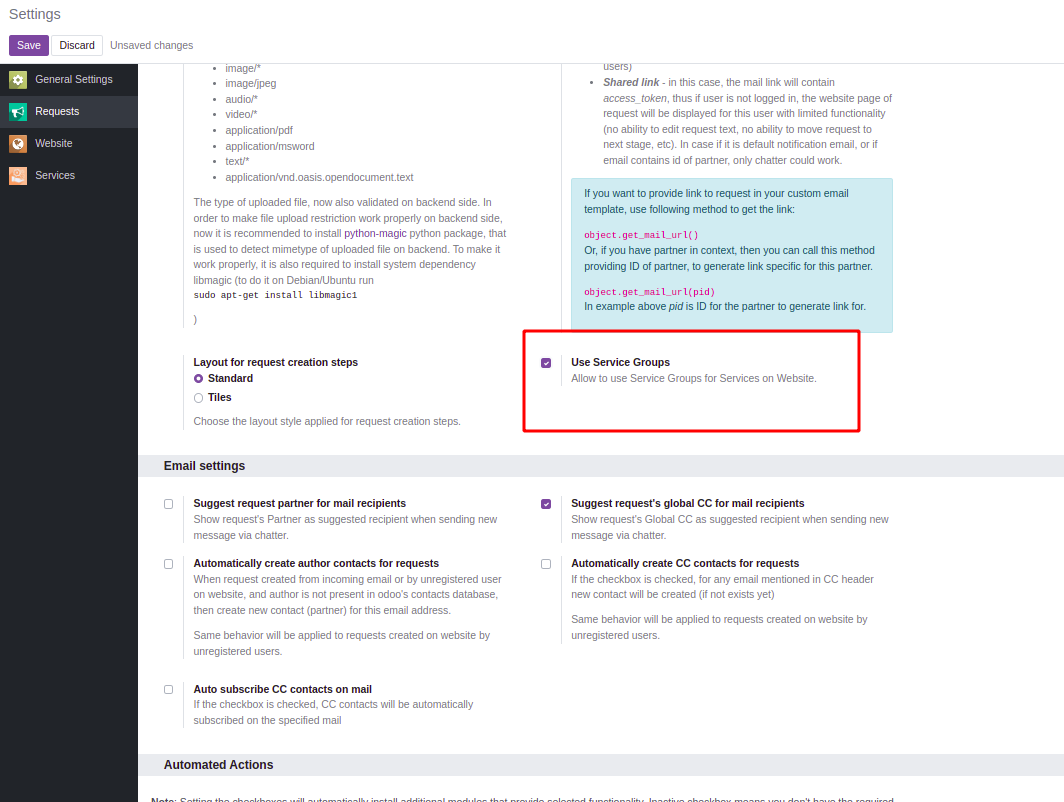 Settings
Save Discard Unsaved changes
General Settings
Requests
Website
Services
image/*
image/jpeg
audio/*
video/*
application/pdf
application/msword
text/*
application/vnd.oasis.opendocument.text
The type of uploaded file, now also validated on backend side. In
order to make file upload restriction work properly on backend side,
now it is recommended to install python-magic python package, that
is used to detect mimetype of uploaded file on backend. To make it
work properly, it is also required to install system dependency
libmagic (to do it on Debian/Ubuntu run
sudo apt-get install libmagic1
)
users)
Shared link - in this case, the mail link will contain
access_token, thus if user is not logged in, the website page of
request will be displayed for this user with limited functionality
(no ability to edit request text, no ability to move request to
next stage, etc). In case if it is default notification email, or if
email contains id of partner, only chatter could work.
If you want to provide link to request in your custom email
template, use following method to get the link:
object.get_mail_url()
Or, if you have partner in context, then you can call this method
providing ID of partner, to generate link specific for this partner.
object.get_mail_url(pid)
In example above pid is ID for the partner to generate link for.
Layout for request creation steps
Standard
Tiles
Choose the layout style applied for request creation steps.
Use Service Groups
Allow to use Service Groups for Services on Website.
Email settings
Suggest request partner for mail recipients
Show request's Partner as suggested recipient when sending new
message via chatter.
Suggest request's global CC for mail recipients
Show request's Global CC as suggested recipient when sending new
message via chatter.
Automatically create author contacts for requests
When request created from incoming email or by unregistered user
on website, and author is not present in odoo's contacts database,
then create new contact (partner) for this email address.
Same behavior will be applied to requests created on website by
unregistered users.
Automatically create CC contacts for requests
If the checkbox is checked, for any email mentioned in CC header
new contact will be created (if not exists yet)
Same behavior will be applied to requests created on website by
unregistered users.
Auto subscribe CC contacts on mail
If the checkbox is checked, CC contacts will be automatically
subscribed on the specified mail
Automated Actions
Note: Setting the checkboxes will automatically install additional modules that provide selected functionality. Inactive checkbox means you don't have the required